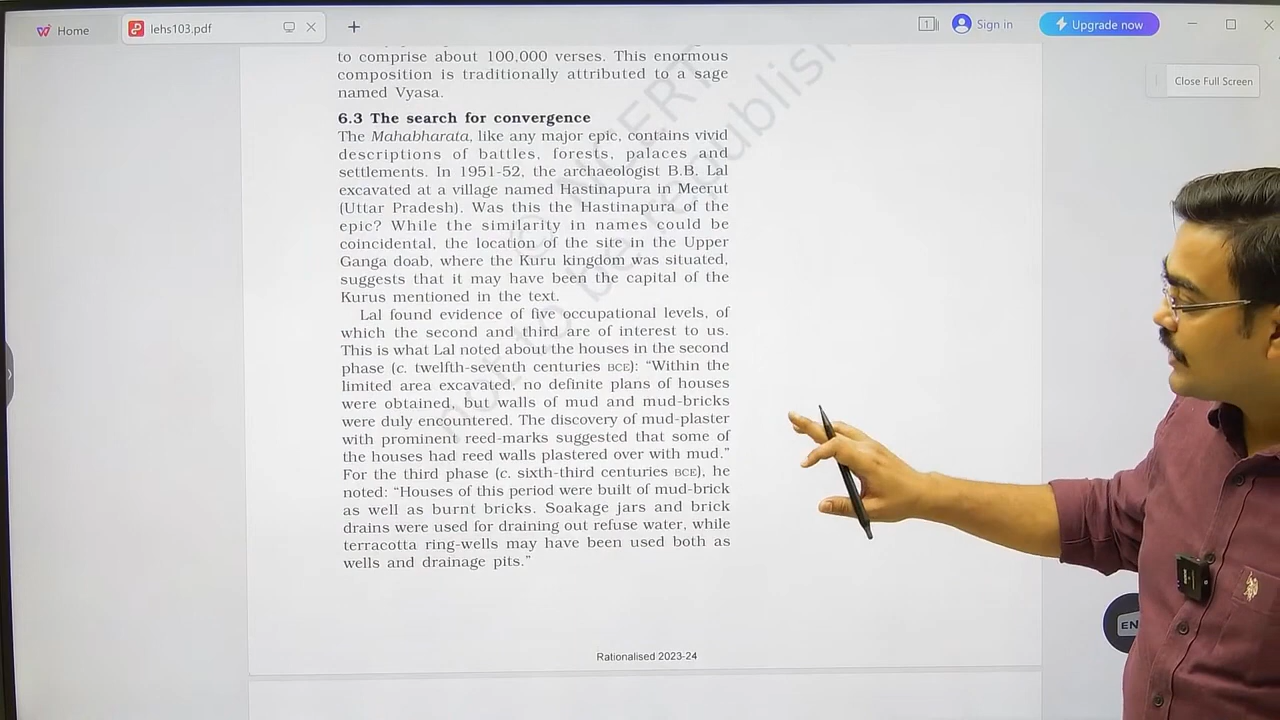 Home
lehs103.pdf
1
Sign in
Upgrade now
Close Full Screen
to comprise about 100,000 verses. This enormous
composition is traditionally attributed to a sage
named Vyasa.
6.3 The search for convergence
The Mahabharata, like any major epic, contains vivid
descriptions of battles, forests, palaces and
settlements. In 1951-52, the archaeologist B.B. Lal
excavated at a village named Hastinapura in Meerut
(Uttar Pradesh). Was this the Hastinapura of the
epic? While the similarity in names could be
coincidental, the location of the site in the Upper
Ganga doab, where the Kuru kingdom was situated,
suggests that it may have been the capital of the
Kurus mentioned in the text.
Lal found evidence of five occupational levels, of
which the second and third are of interest to us.
This is what Lal noted about the houses in the second
phase (c. twelfth-seventh centuries BCE): “Within the
limited area excavated, no definite plans of houses
were obtained, but walls of mud and mud-bricks
were duly encountered. The discovery of mud-plaster
with prominent reed-marks suggested that some of
the houses had reed walls plastered over with mud.”
For the third phase (c. sixth-third centuries BCE), he
noted: “Houses of this period were built of mud-brick
as well as burnt bricks. Soakage jars and brick
drains were used for draining out refuse water, while
terracotta ring-wells may have been used both as
wells and drainage pits.”
© NCERT
not to be republish
Rationalised 2023-24
EN